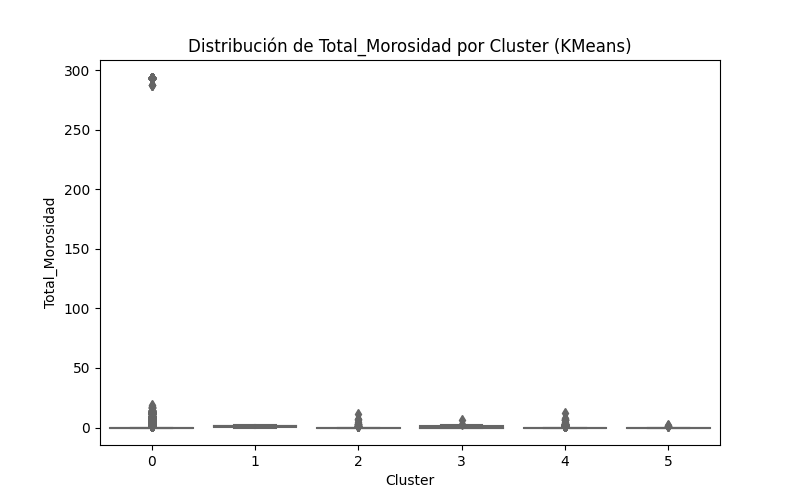 Distribución de Total_Morosidad por Cluster (KMeans)
300
250
200
150
100
50
0
Total_Morosidad
0 1 2 3 4 5
Cluster